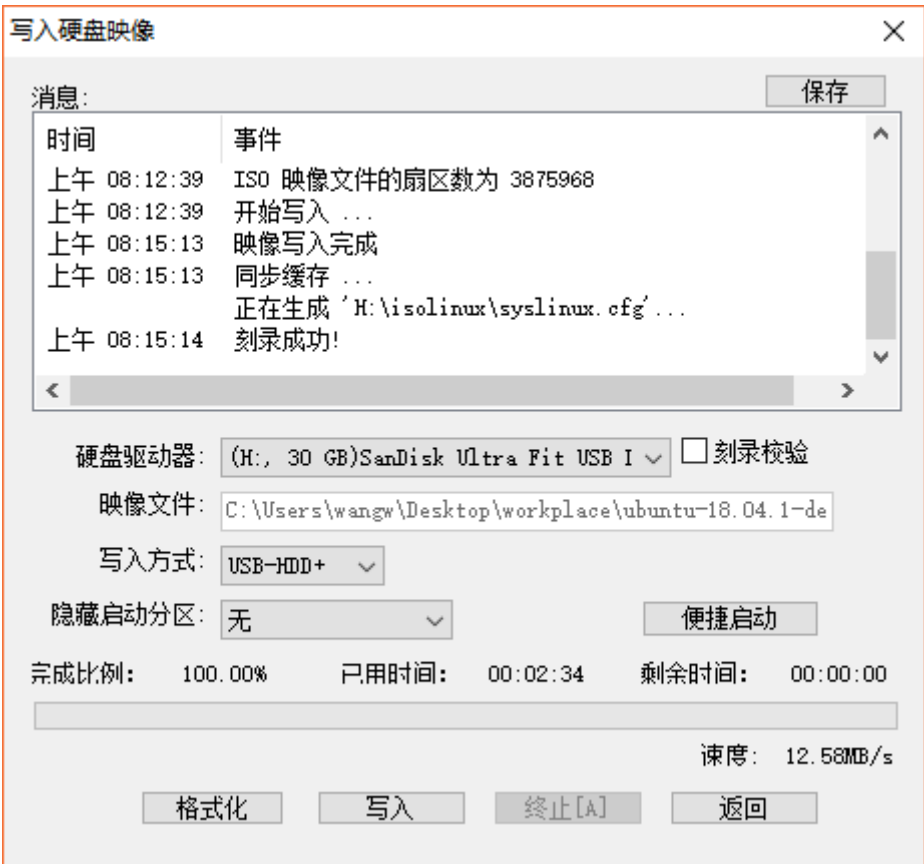 写入硬盘映像
消息：
保存
时间 事件
上午 08:12:39 ISO 映像文件的扇区数为 3875968
上午 08:12:39 开始写入 ...
上午 08:15:13 映像写入完成
上午 08:15:13 同步缓存 ...
正在生成 'H:\isolinux\syslinux.cfg'...
上午 08:15:14 刻录成功!
硬盘驱动器： (H:, 30 GB)SanDisk Ultra Fit USB I 刻录校验
映像文件： C:\Users\wangw\Desktop\workplace\ubuntu-18.04.1-de
写入方式： USB-HDD+
隐藏启动分区： 无 便捷启动
完成比例： 100.00% 已用时间： 00:02:34 剩余时间： 00:00:00
速度： 12.58MB/s
格式化 写入 终止[A] 返回